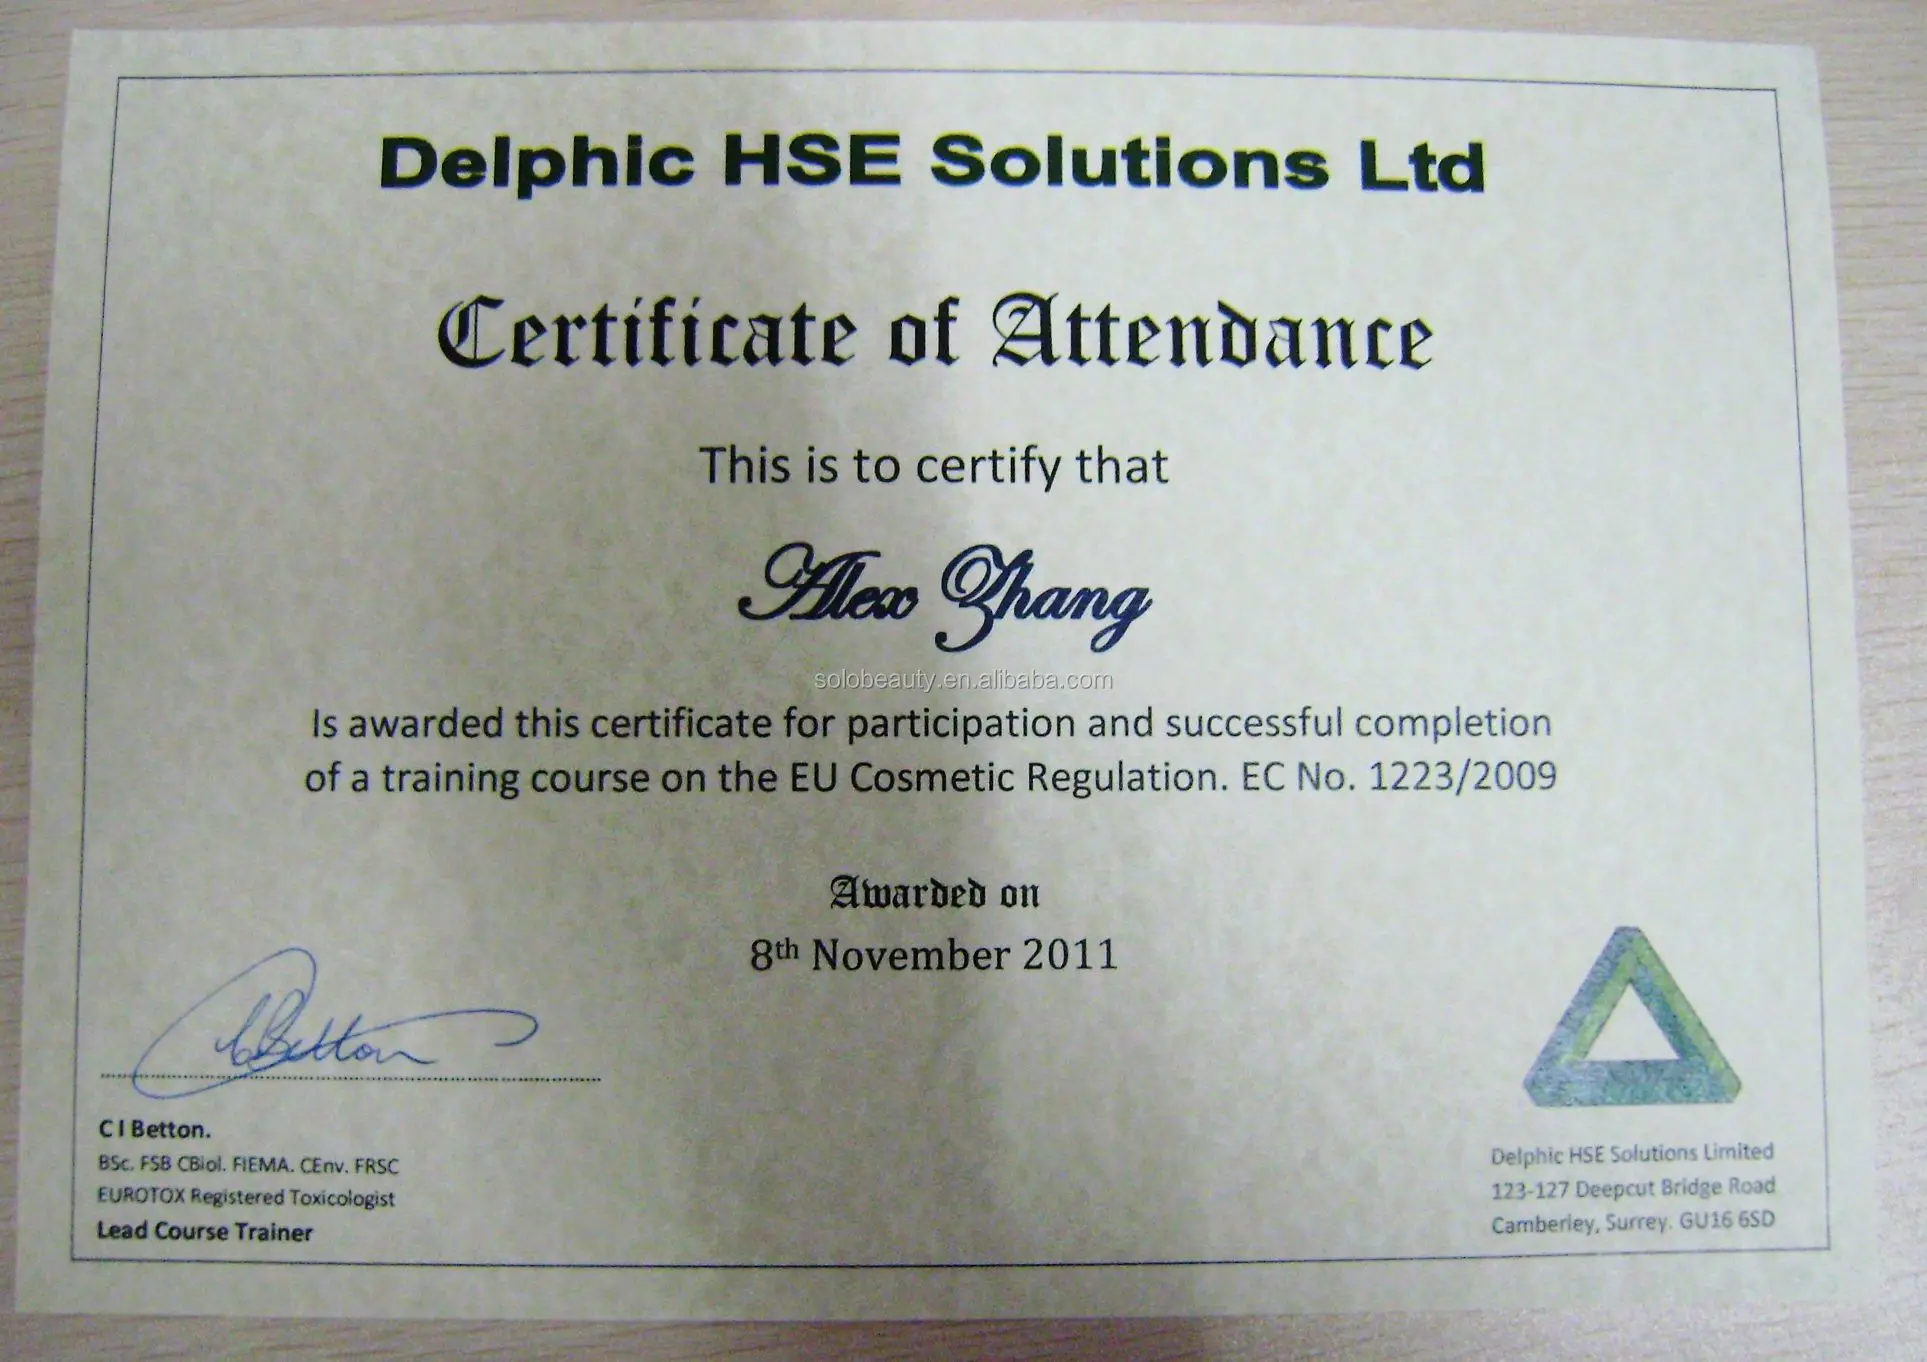 Delphic HSE Solutions Ltd
Certificate of Attendance
This is to certify that
Alex Zhang
solobeauty.en.alibaba.com
Is awarded this certificate for participation and successful completion
of a training course on the EU Cosmetic Regulation. EC No. 1223/2009
Awarded on
8th November 2011
C I Betton.
BSc. FSB CBiol. FIEMA. CEnv. FRSC
EUROTOX Registered Toxicologist
Lead Course Trainer
Delphic HSE Solutions Limited
123-127 Deepcut Bridge Road
Camberley, Surrey. GU16 6SD